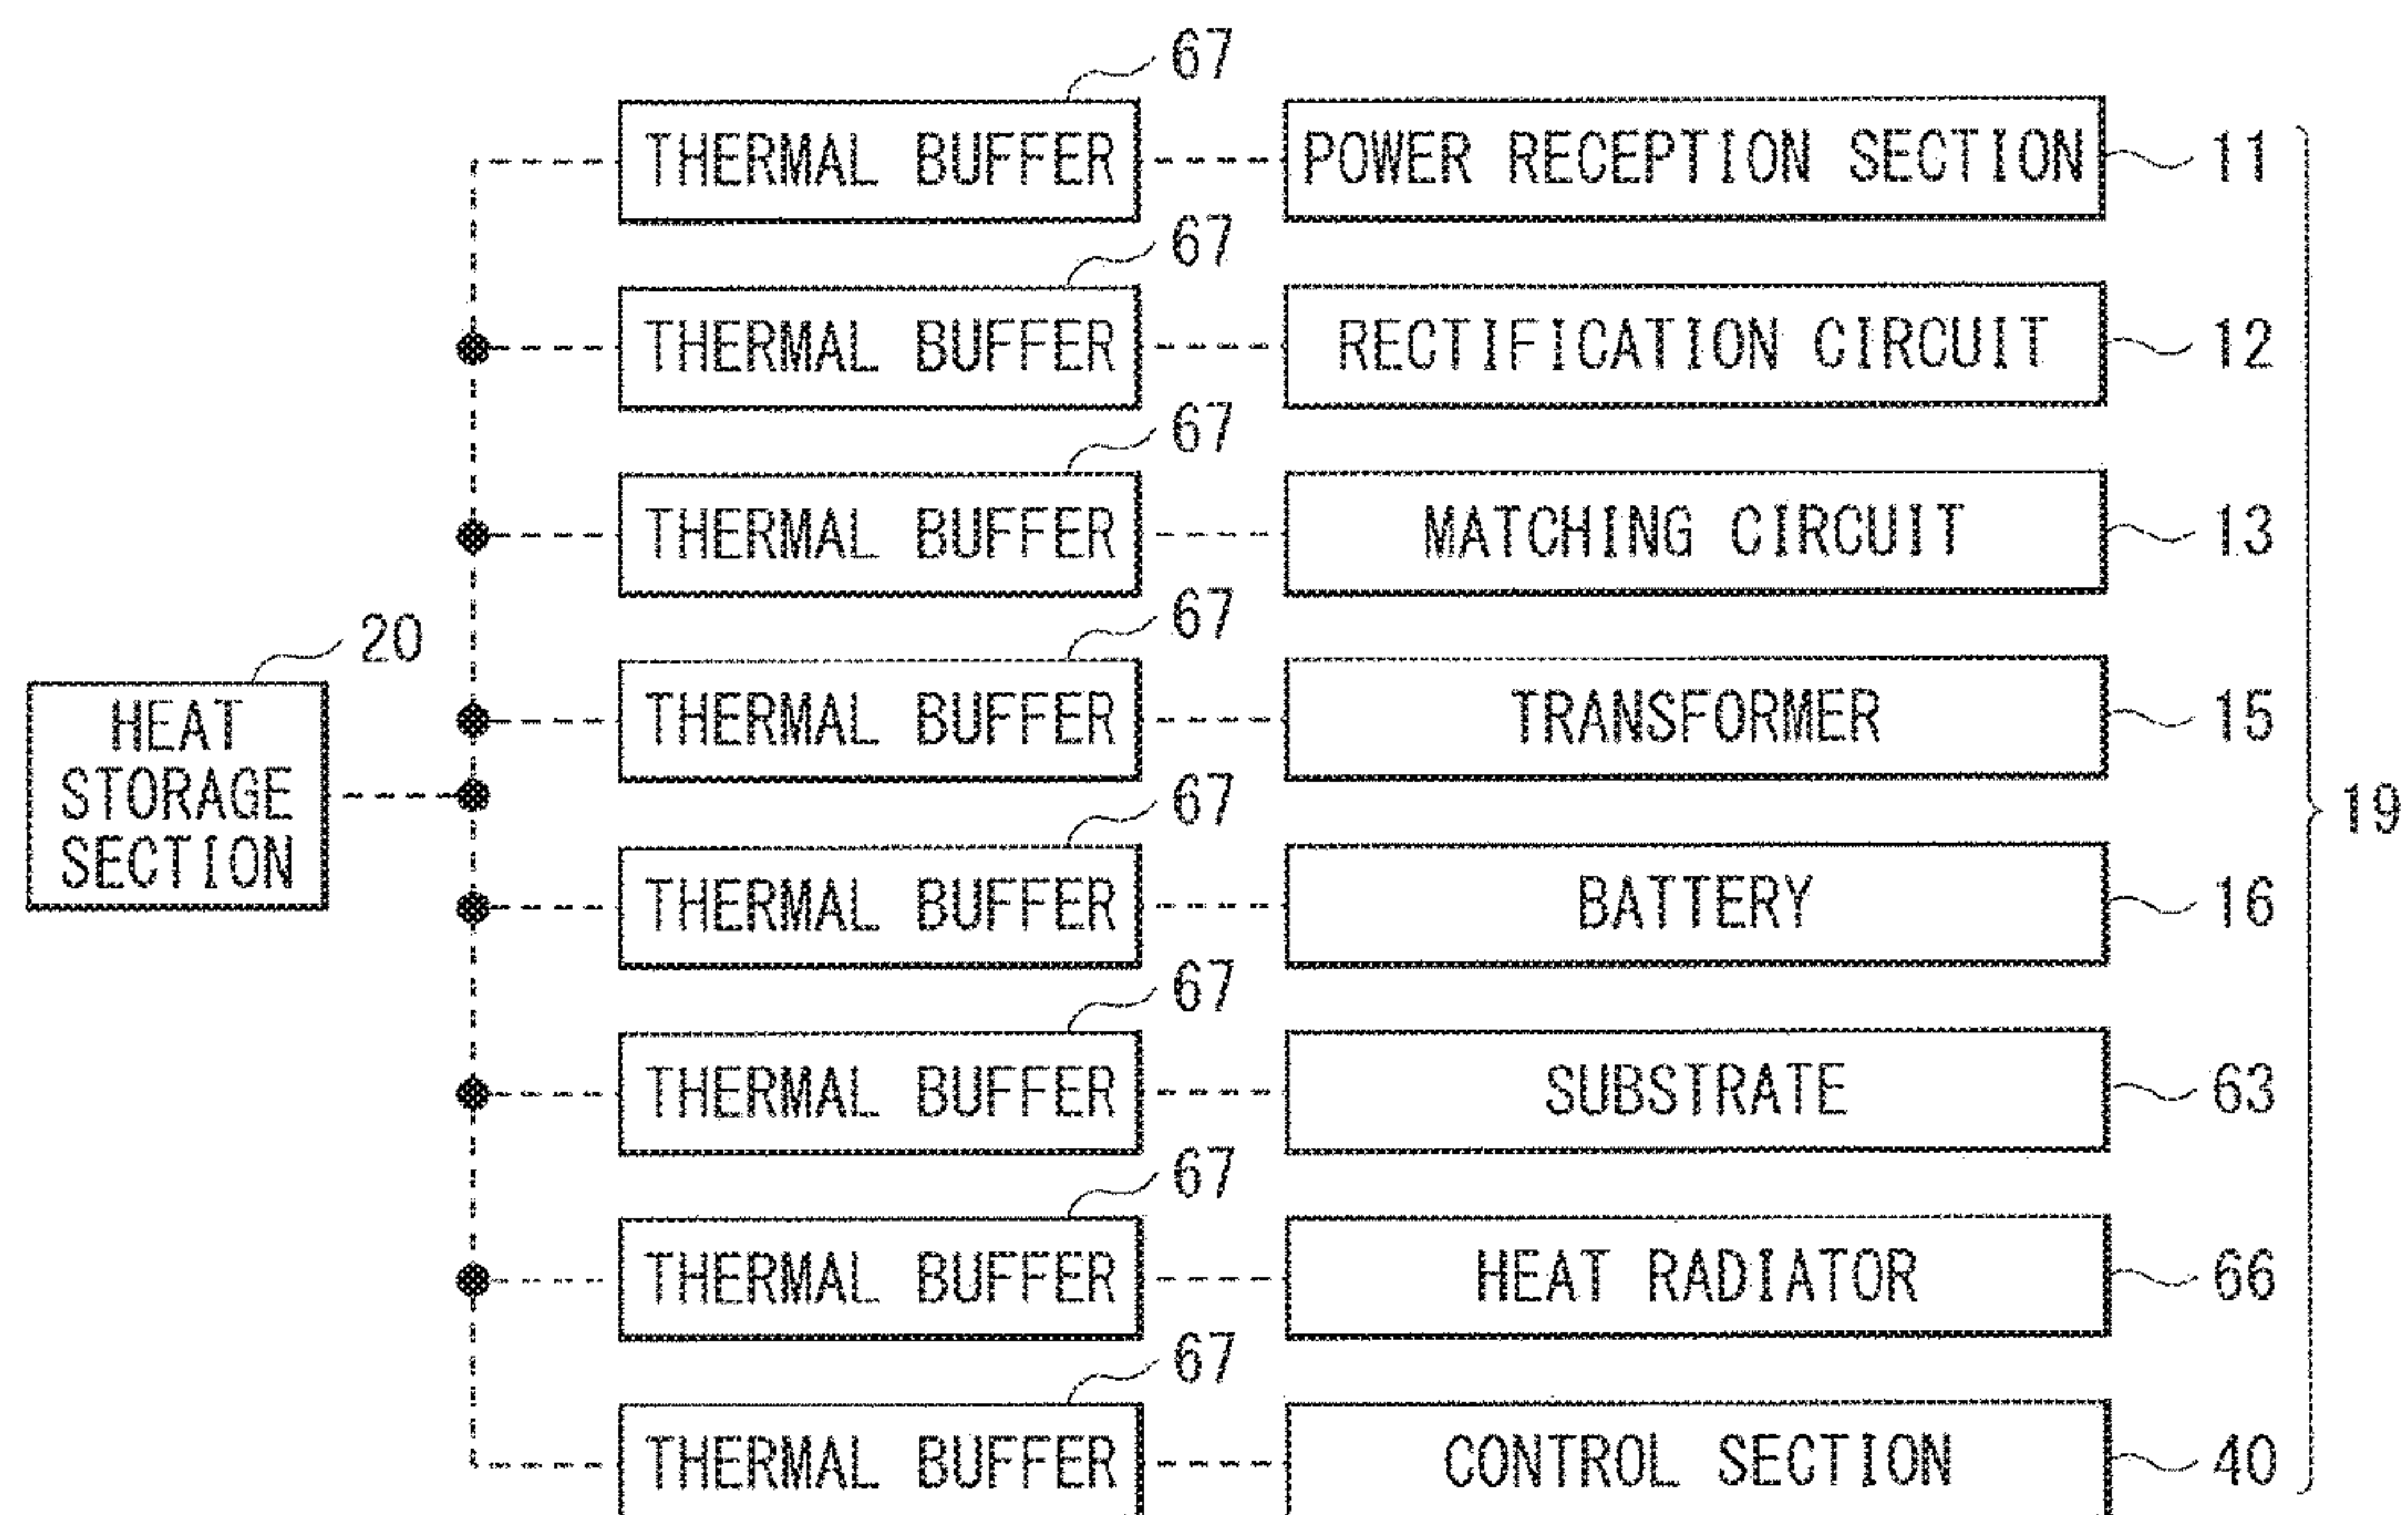 67
THERMAL BUFFER
POWER RECEPTION SECTION
11
67
THERMAL BUFFER
RECTIFICATION CIRCUIT
12
67
THERMAL BUFFER
MATCHING CIRCUIT
13
67
THERMAL BUFFER
TRANSFORMER
15
20
HEAT
STORAGE
SECTION
67
THERMAL BUFFER
BATTERY
16
19
67
THERMAL BUFFER
SUBSTRATE
63
67
THERMAL BUFFER
HEAT RADIATOR
66
67
THERMAL BUFFER
CONTROL SECTION
40